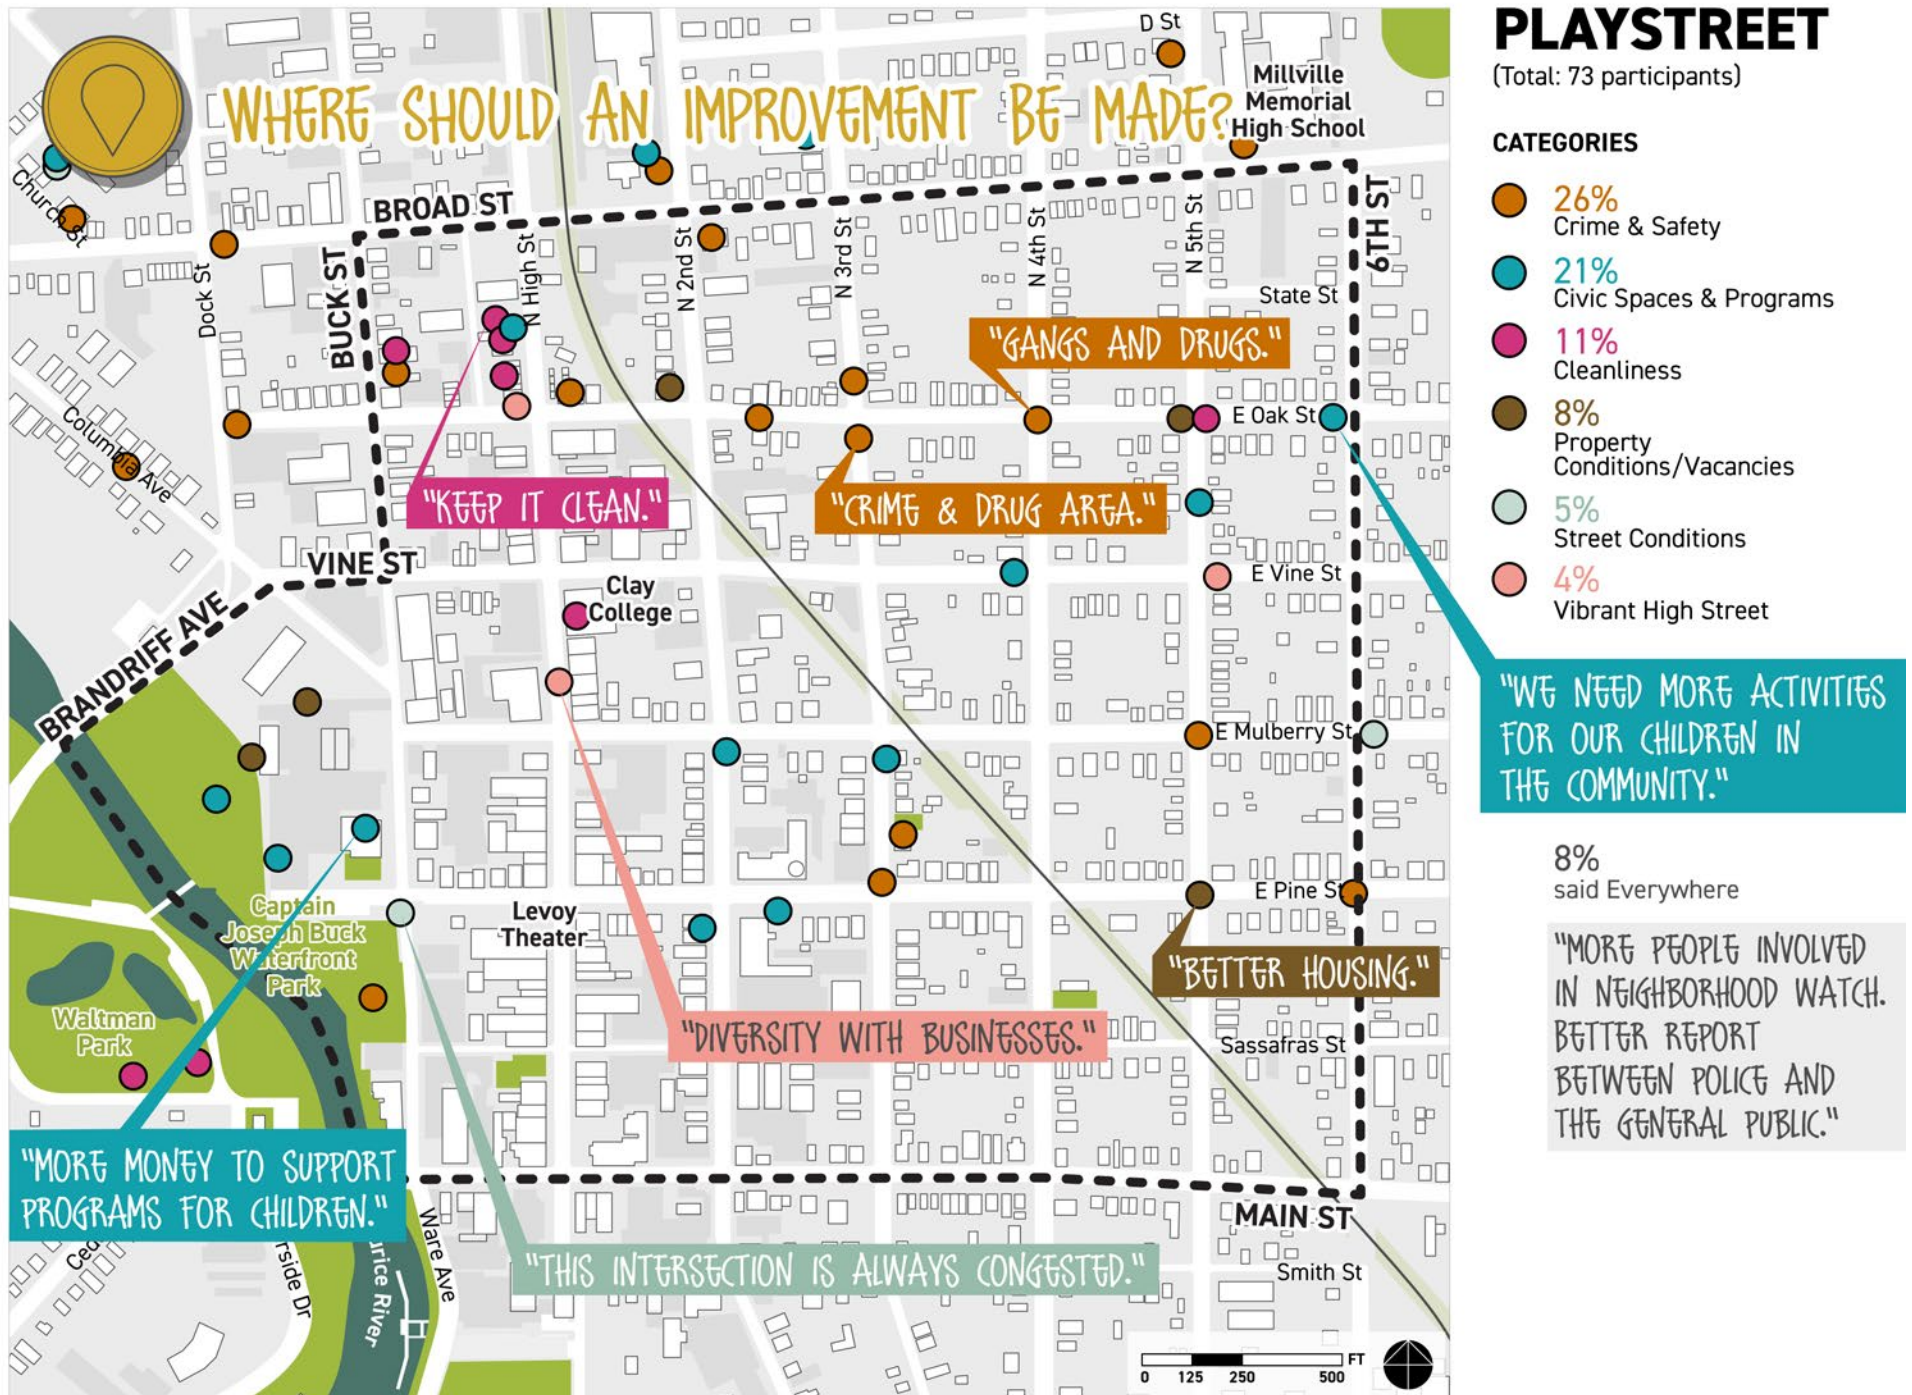 WHERE SHOULD AN IMPROVEMENT BE MADE?
D St
Millville
Memorial
High School
Church St
BROAD ST
BUCK ST
Dock St
N High St
N 2nd St
N 3rd St
N 4th St
N 5th St
6TH ST
State St
"GANGS AND DRUGS."
E Oak St
Columbia Ave
"KEEP IT CLEAN."
"CRIME & DRUG AREA."
VINE ST
E Vine St
Clay
College
BRANDRIFF AVE
E Mulberry St
E Pine St
Captain
Joseph Buck
Waterfront
Park
Levoy
Theater
"BETTER HOUSING."
Waltman
Park
"DIVERSITY WITH BUSINESSES."
Sassafras St
"MORE MONEY TO SUPPORT
PROGRAMS FOR CHILDREN."
MAIN ST
Ware Ave
"THIS INTERSECTION IS ALWAYS CONGESTED."
Smith St
River
0 125 250 500 FT
PLAYSTREET
(Total: 73 participants)
CATEGORIES
26%
Crime & Safety
21%
Civic Spaces & Programs
11%
Cleanliness
8%
Property
Conditions/Vacancies
5%
Street Conditions
4%
Vibrant High Street
"WE NEED MORE ACTIVITIES
FOR OUR CHILDREN IN
THE COMMUNITY."
8%
said Everywhere
"MORE PEOPLE INVOLVED
IN NEIGHBORHOOD WATCH.
BETTER REPORT
BETWEEN POLICE AND
THE GENERAL PUBLIC."